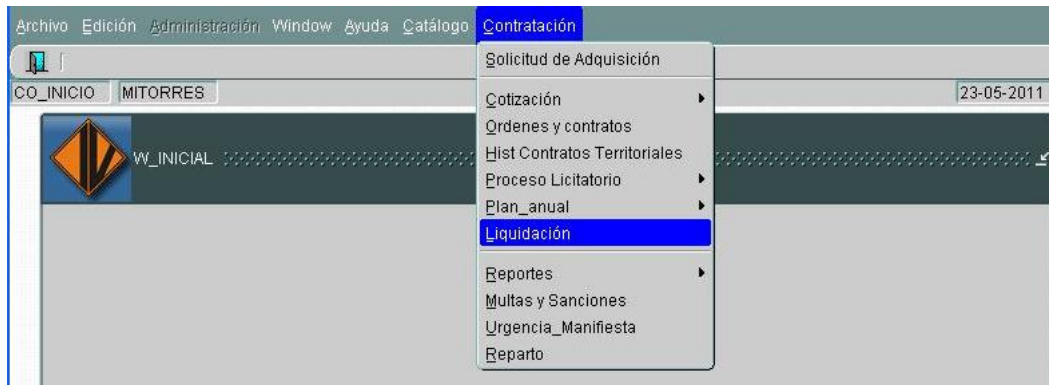 Archivo Edición Administración Window Ayuda Catálogo Contratación
Solicitud de Adquisición
CO_INICIO MITORRES 23-05-2011
Cotización
Ordenes y contratos
W_INICIAL
Hist Contratos Territoriales
Proceso Licitatorio
Plan_anual
Liquidación
Reportes
Multas y Sanciones
Urgencia_Manifiesta
Reparto